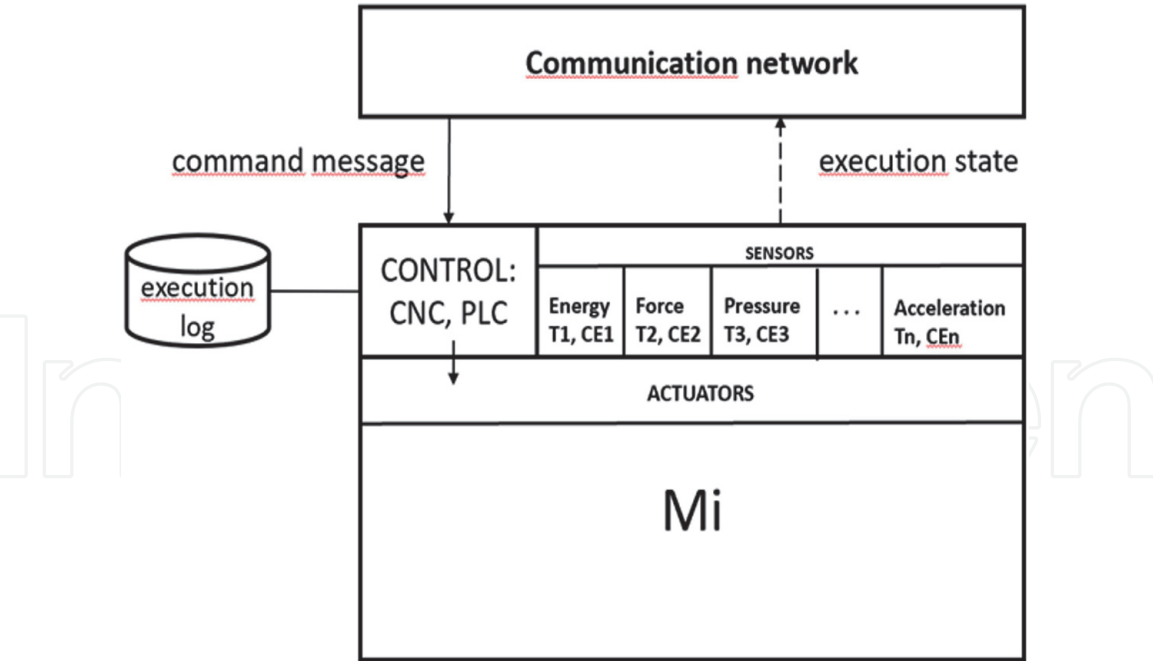 Communication network
command message
execution state
execution
log
CONTROL:
CNC, PLC
SENSORS
Energy
T1, CE1
Force
T2, CE2
Pressure
T3, CE3
...
Acceleration
Tn, CEn
ACTUATORS
Mi